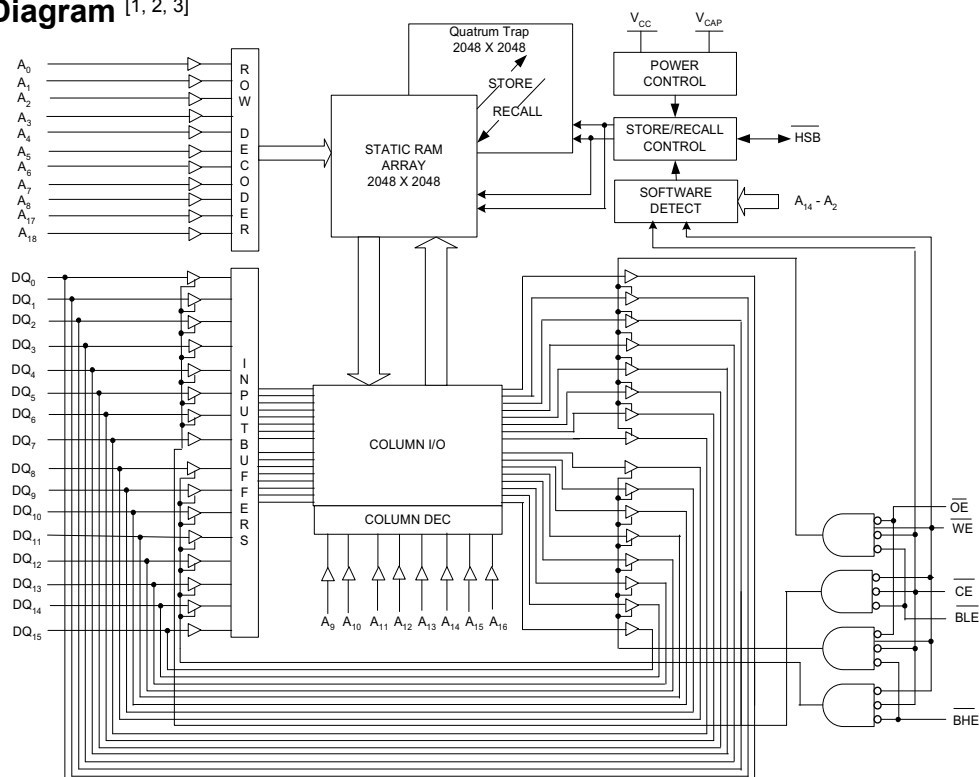 Diagram [1, 2, 3]
Quatrum Trap
2048 X 2048
STORE
RECALL
STATIC RAM
ARRAY
2048 X 2048
V_CC
V_CAP
POWER
CONTROL
STORE/RECALL
CONTROL
HSB
SOFTWARE
DETECT
A14 - A2
A0
A1
A2
A3
A4
A5
A6
A7
A8
A17
A18
ROW DECODER
DQ0
DQ1
DQ2
DQ3
DQ4
DQ5
DQ6
DQ7
DQ8
DQ9
DQ10
DQ11
DQ12
DQ13
DQ14
DQ15
INPUT BUFFERS
COLUMN I/O
COLUMN DEC
A9 A10 A11 A12 A13 A14 A15 A16
OE
WE
CE
BLE
BHE